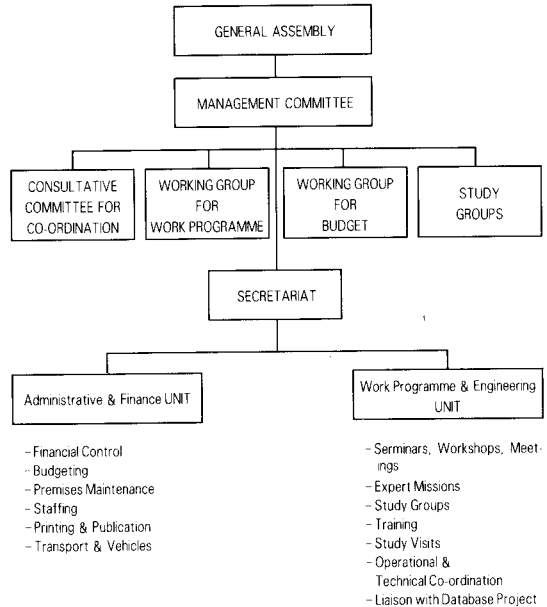 GENERAL ASSEMBLY
MANAGEMENT COMMITTEE
CONSULTATIVE
COMMITTEE FOR
CO-ORDINATION
WORKING GROUP
FOR
WORK PROGRAMME
WORKING GROUP
FOR
BUDGET
STUDY
GROUPS
SECRETARIAT
Administrative & Finance UNIT
– Financial Control
– Budgeting
– Premises Maintenance
– Staffing
– Printing & Publication
– Transport & Vehicles
Work Programme & Engineering
UNIT
– Serminars, Workshops, Meet-
ings
– Expert Missions
– Study Groups
– Training
– Study Visits
– Operational &
Technical Co-ordination
– Liaison with Database Project